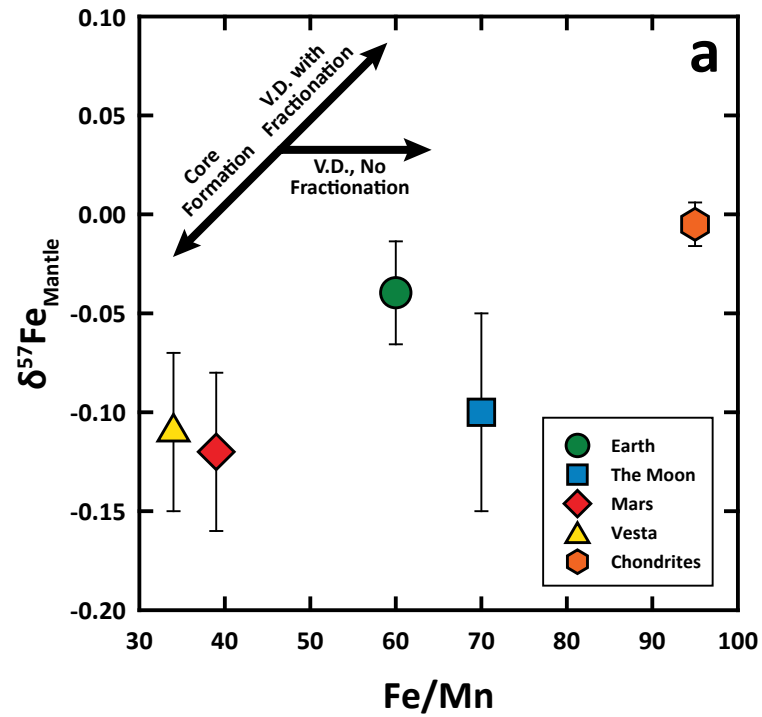 a
V.D. with
Fractionation
Core
Formation
V.D., No
Fractionation
δ57FeMantle
0.10
0.05
0.00
-0.05
-0.10
-0.15
-0.20
Earth
The Moon
Mars
Vesta
Chondrites
30 40 50 60 70 80 90 100
Fe/Mn